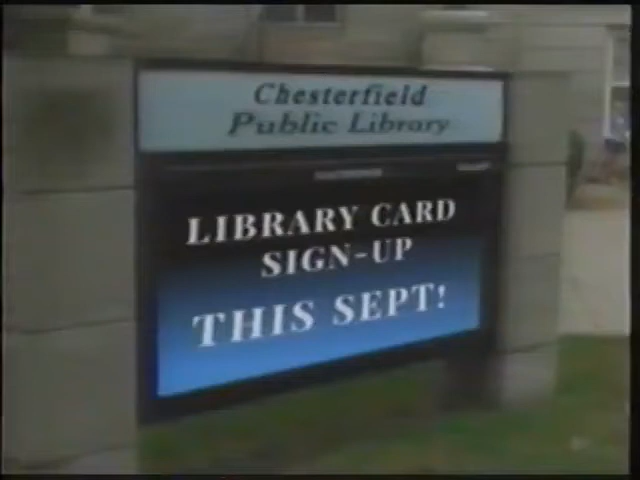 Chesterfield
Public Library
LIBRARY CARD
SIGN-UP
THIS SEPT!